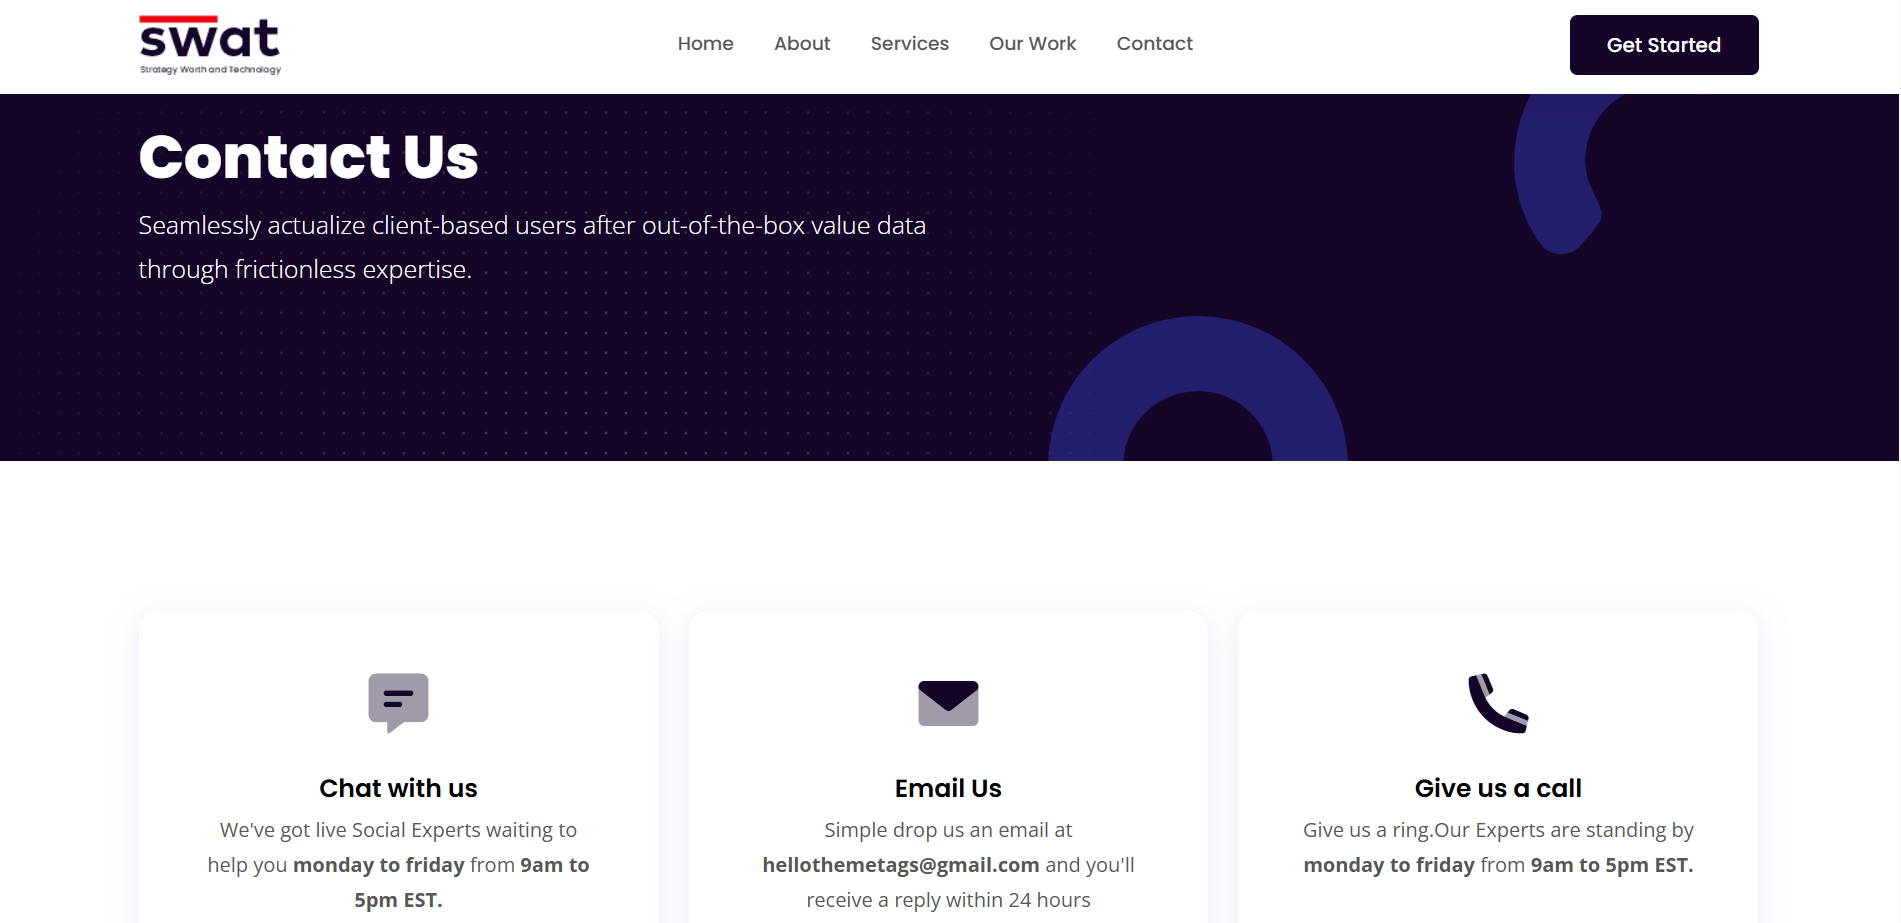 swat
Strategy Worth and Technology
Home
About
Services
Our Work
Contact
Get Started
Contact Us
Seamlessly actualize client-based users after out-of-the-box value data
through frictionless expertise.
Chat with us
We've got live Social Experts waiting to
help you monday to friday from 9am to
5pm EST.
Email Us
Simple drop us an email at
hellothemetags@gmail.com and you'll
receive a reply within 24 hours
Give us a call
Give us a ring.Our Experts are standing by
monday to friday from 9am to 5pm EST.